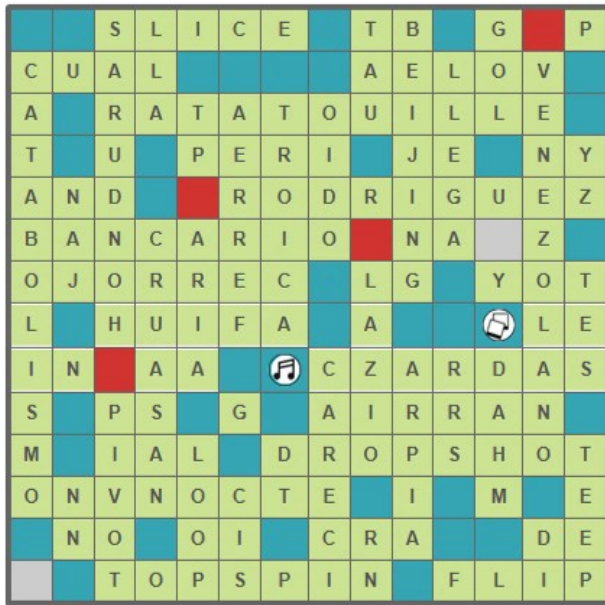 S L I C E T B G P
C U A L A E L O V
A R A T A T O U I L L E
T U P E R I J E N Y
A N D R O D R I G U E Z
B A N C A R I O N A Z
O J O R R E C L G Y O T
L H U I F A A L E
I N A A C Z A R D A S
S P S G A I R R A N
M I A L D R O P S H O T
O N V N O C T E I M E
N O O I C R A D E
T O P S P I N F L I P